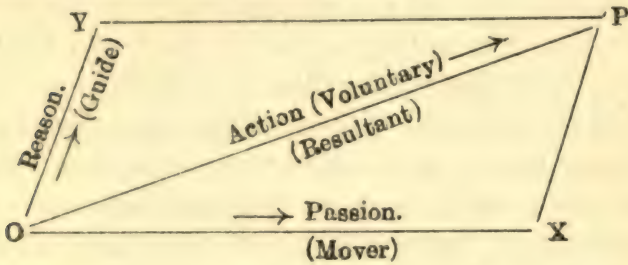 Y
P
Reason.
(Guide)
Action (Voluntary)
(Resultant)
O
Passion.
X
(Mover)